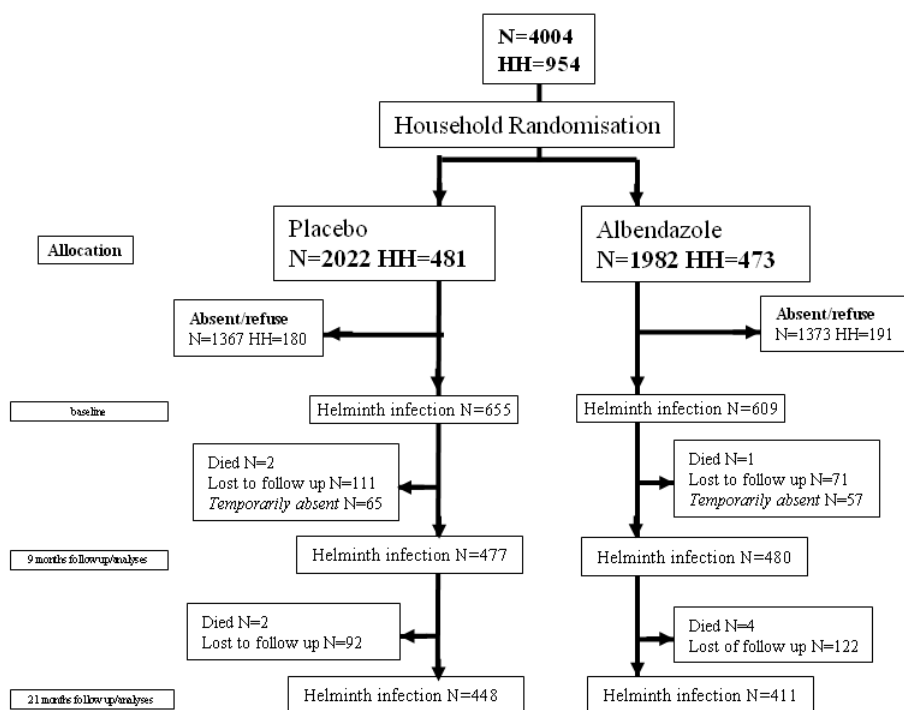 N=4004
HH=954
Household Randomisation
Allocation
Placebo
N=2022 HH=481
Albendazole
N=1982 HH=473
Absent/refuse
N=1367 HH=180
Absent/refuse
N=1373 HH=191
baseline
Helminth infection N=655
Helminth infection N=609
Died N=2
Lost to follow up N=111
Temporarily absent N=65
Died N=1
Lost to follow up N=71
Temporarily absent N=57
9 months follow up/analyses
Helminth infection N=477
Helminth infection N=480
Died N=2
Lost to follow up N=92
Died N=4
Lost of follow up N=122
21 months follow up/analyses
Helminth infection N=448
Helminth infection N=411